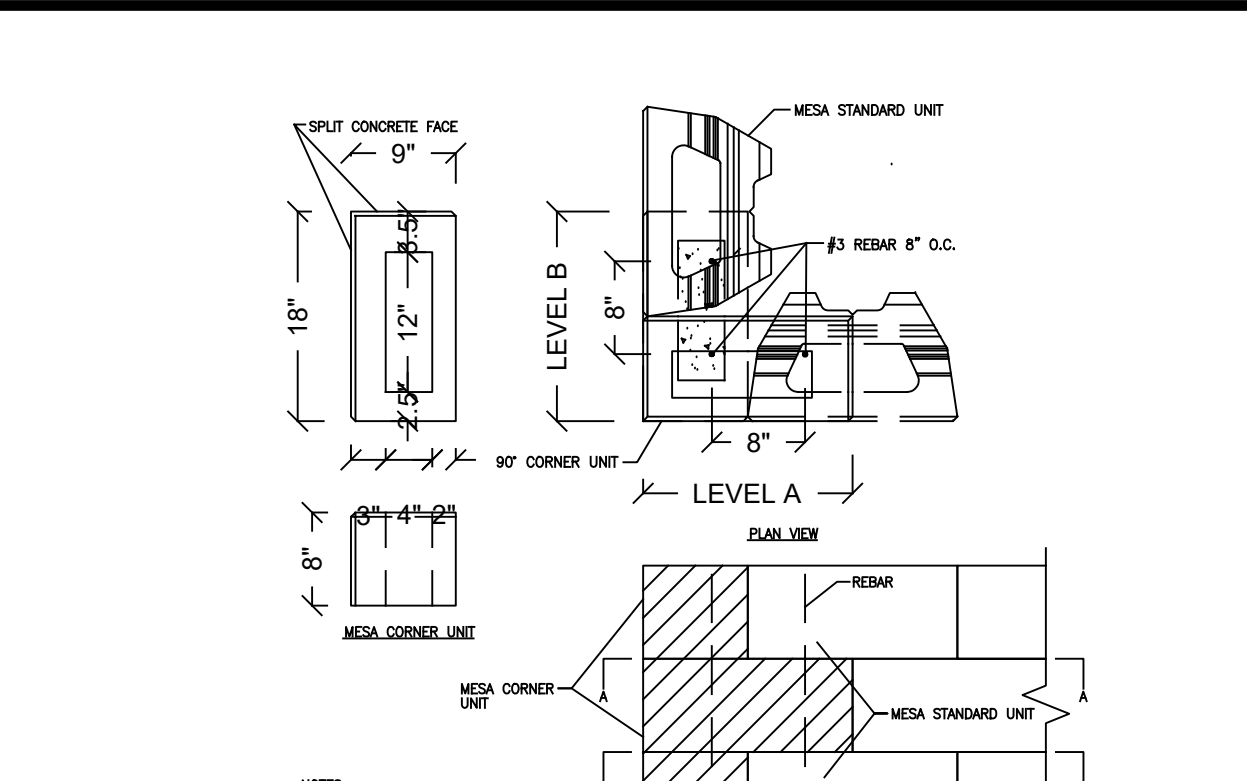 MESA STANDARD UNIT
SPLIT CONCRETE FACE
9"
3.5"
#3 REBAR 8" O.C.
18"
12"
LEVEL B
8"
2.5"
8"
90° CORNER UNIT
LEVEL A
3" 4" 2"
PLAN VIEW
8"
REBAR
MESA CORNER UNIT
A
A
MESA CORNER
UNIT
MESA STANDARD UNIT
NOTES